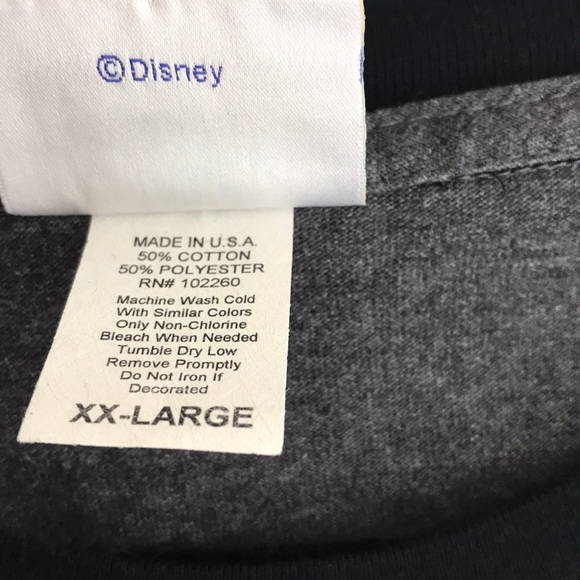 ©Disney
MADE IN U.S.A.
50% COTTON
50% POLYESTER
RN# 102260
Machine Wash Cold
With Similar Colors
Only Non-Chlorine
Bleach When Needed
Tumble Dry Low
Remove Promptly
Do Not Iron If
Decorated
XX-LARGE